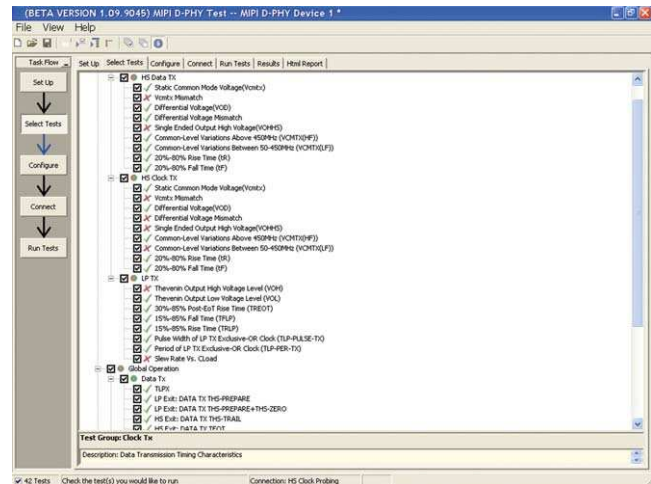 (BETA VERSION 1.09.9045) MIPI D-PHY Test -- MIPI D-PHY Device 1 *
File View Help
Task Flow
Set Up
Select Tests
Configure
Connect
Run Tests
Set Up Select Tests Configure Connect Run Tests Results Html Report
HS Data TX
Static Common Mode Voltage(Vcmtx)
Vcmtx Mismatch
Differential Voltage(VOD)
Differential Voltage Mismatch
Single Ended Output High Voltage(VOHHS)
Common-Level Variations Above 450MHz (VCMTX(HF))
Common-Level Variations Between 50-450MHz (VCMTX(LF))
20%-80% Rise Time (tR)
20%-80% Fall Time (tF)
HS Clock TX
Static Common Mode Voltage(Vcmtx)
Vcmtx Mismatch
Differential Voltage(VOD)
Differential Voltage Mismatch
Single Ended Output High Voltage(VOHHS)
Common-Level Variations Above 450MHz (VCMTX(HF))
Common-Level Variations Between 50-450MHz (VCMTX(LF))
20%-80% Rise Time (tR)
20%-80% Fall Time (tF)
LP TX
Thevenin Output High Voltage Level (VOH)
Thevenin Output Low Voltage Level (VOL)
30%-85% Post-EoT Rise Time (TREOT)
15%-85% Fall Time (TFLP)
15%-85% Rise Time (TRLP)
Pulse Width of LP TX Exclusive-OR Clock (TLP-PULSE-TX)
Period of LP TX Exclusive-OR Clock (TLP-PER-TX)
Slew Rate Vs. CLoad
Global Operation
Data Tx
TLPX
LP Exit: DATA TX THS-PREPARE
LP Exit: DATA TX THS-PREPARE+THS-ZERO
HS Exit: DATA TX THS-TRAIL
HS Exit: DATA TX TEOT
Test Group: Clock Tx
Description: Data Transmission Timing Characteristics
42 Tests Check the test(s) you would like to run Connection: HS Clock Probing